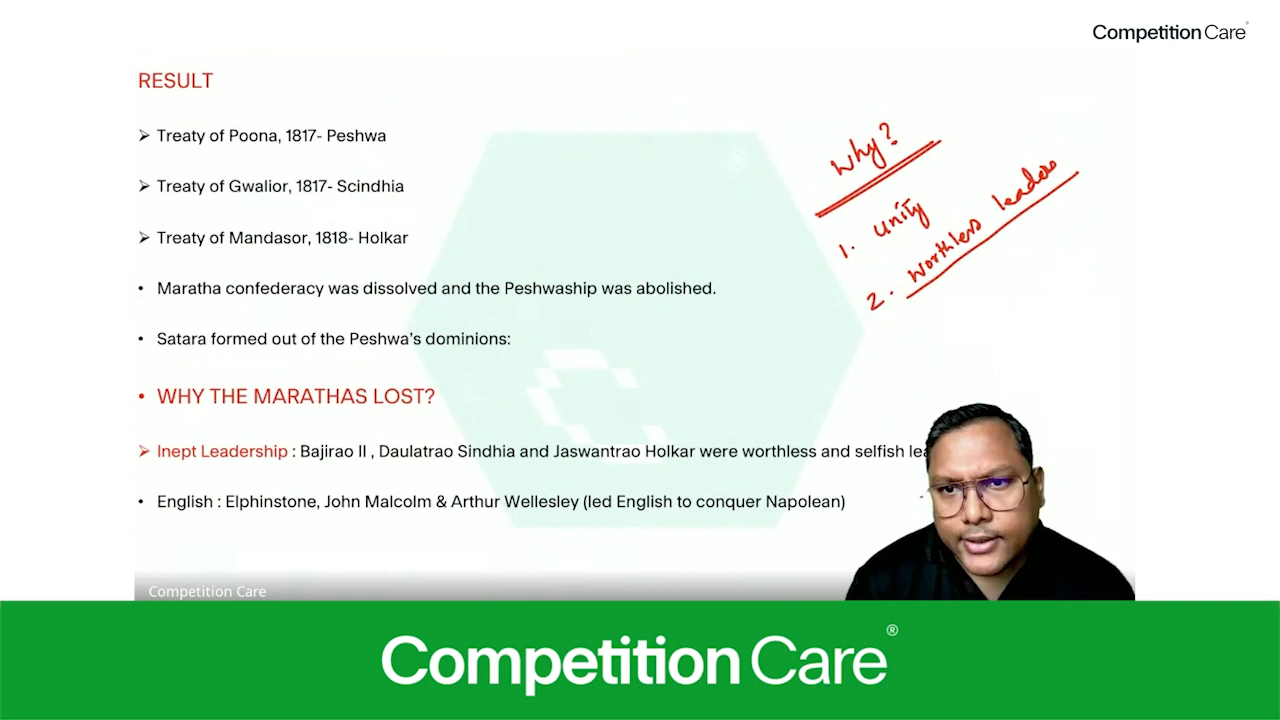 Competition Care
RESULT
➢ Treaty of Poona, 1817- Peshwa
➢ Treaty of Gwalior, 1817- Scindhia
➢ Treaty of Mandasor, 1818- Holkar
• Maratha confederacy was dissolved and the Peshwaship was abolished.
• Satara formed out of the Peshwa's dominions:
Why?
1. Unity
2. Worthless leaders
• WHY THE MARATHAS LOST?
➢ Inept Leadership : Bajirao II , Daulatrao Sindhia and Jaswantrao Holkar were worthless and selfish
• English : Elphinstone, John Malcolm & Arthur Wellesley (led English to conquer Napolean)
Competition Care
Competition Care®